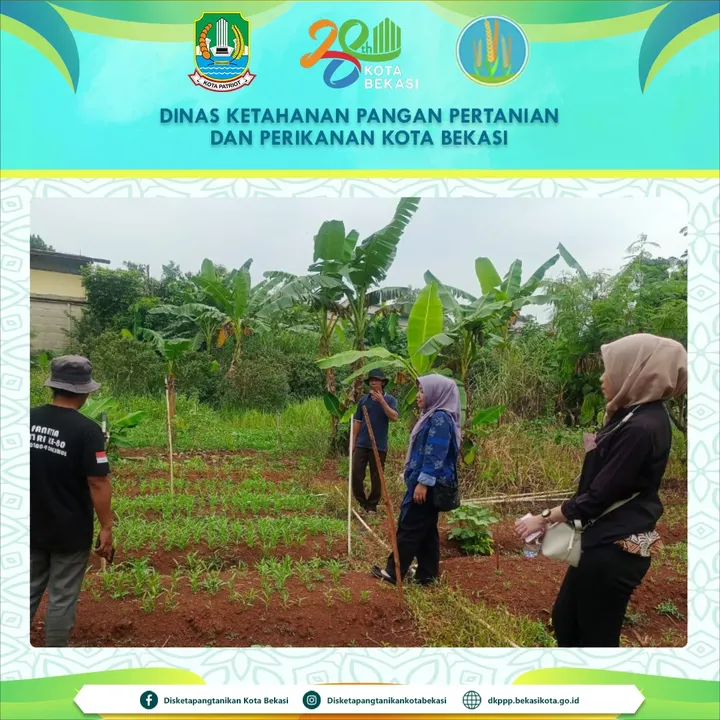 KOTA PATRIOT
28th
KOTA
BEKASI
DINAS KETAHANAN PANGAN PERTANIAN
DAN PERIKANAN KOTA BEKASI
Disketapangtanikan Kota Bekasi
Disketapangtanikankotabekasi
dkppp.bekasikota.go.id